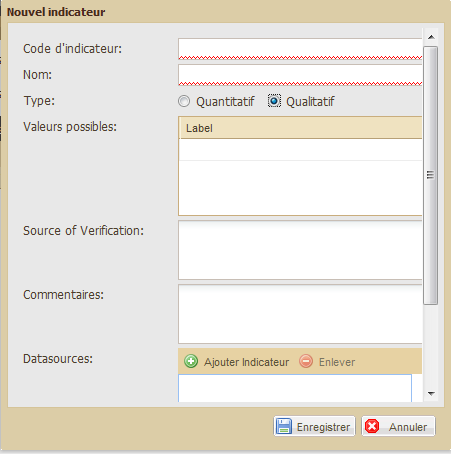 Nouvel indicateur
Code d'indicateur:
Nom:
Type: Quantitatif Qualitatif
Valeurs possibles: Label
Source of Verification:
Commentaires:
Datasources: Ajouter Indicateur Enlever
Enregistrer Annuler